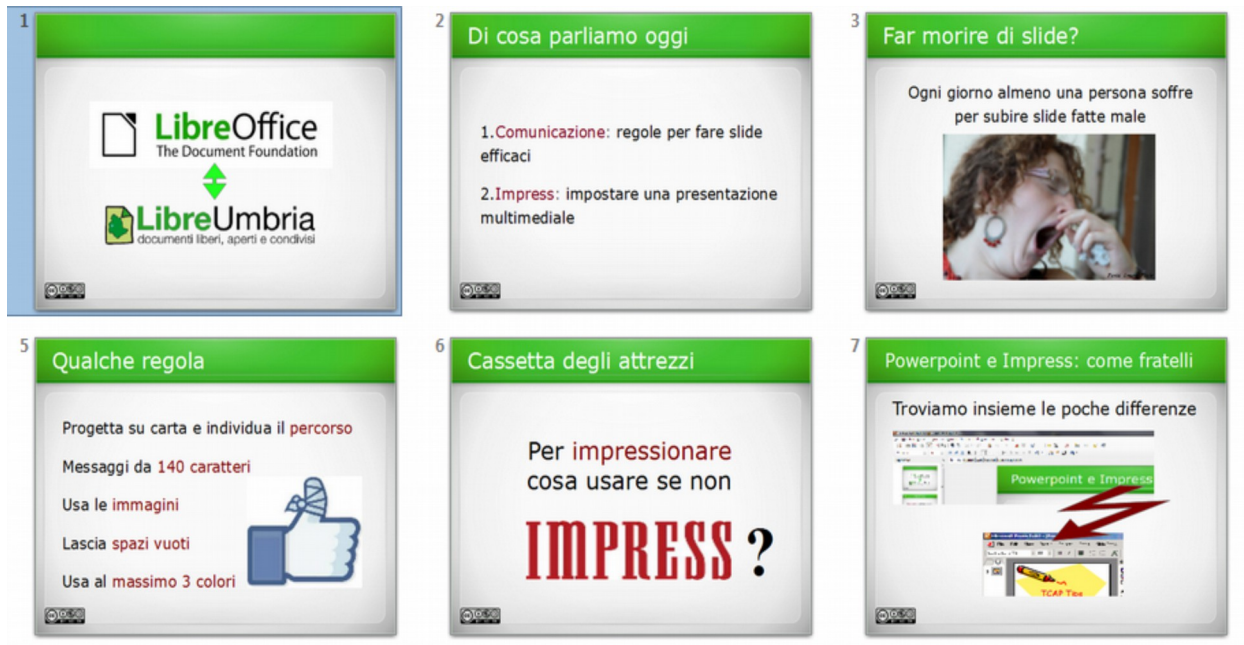 1
LibreOffice
The Document Foundation
LibreUmbria
documenti liberi, aperti e condivisi
2
Di cosa parliamo oggi
1.Comunicazione: regole per fare slide
efficaci
2.Impress: impostare una presentazione
multimediale
3
Far morire di slide?
Ogni giorno almeno una persona soffre
per subire slide fatte male
5
Qualche regola
Progetta su carta e individua il percorso
Messaggi da 140 caratteri
Usa le immagini
Lascia spazi vuoti
Usa al massimo 3 colori
6
Cassetta degli attrezzi
Per impressionare
cosa usare se non
IMPRESS ?
7
Powerpoint e Impress: come fratelli
Troviamo insieme le poche differenze
Powerpoint e Impress
TCAP Tips